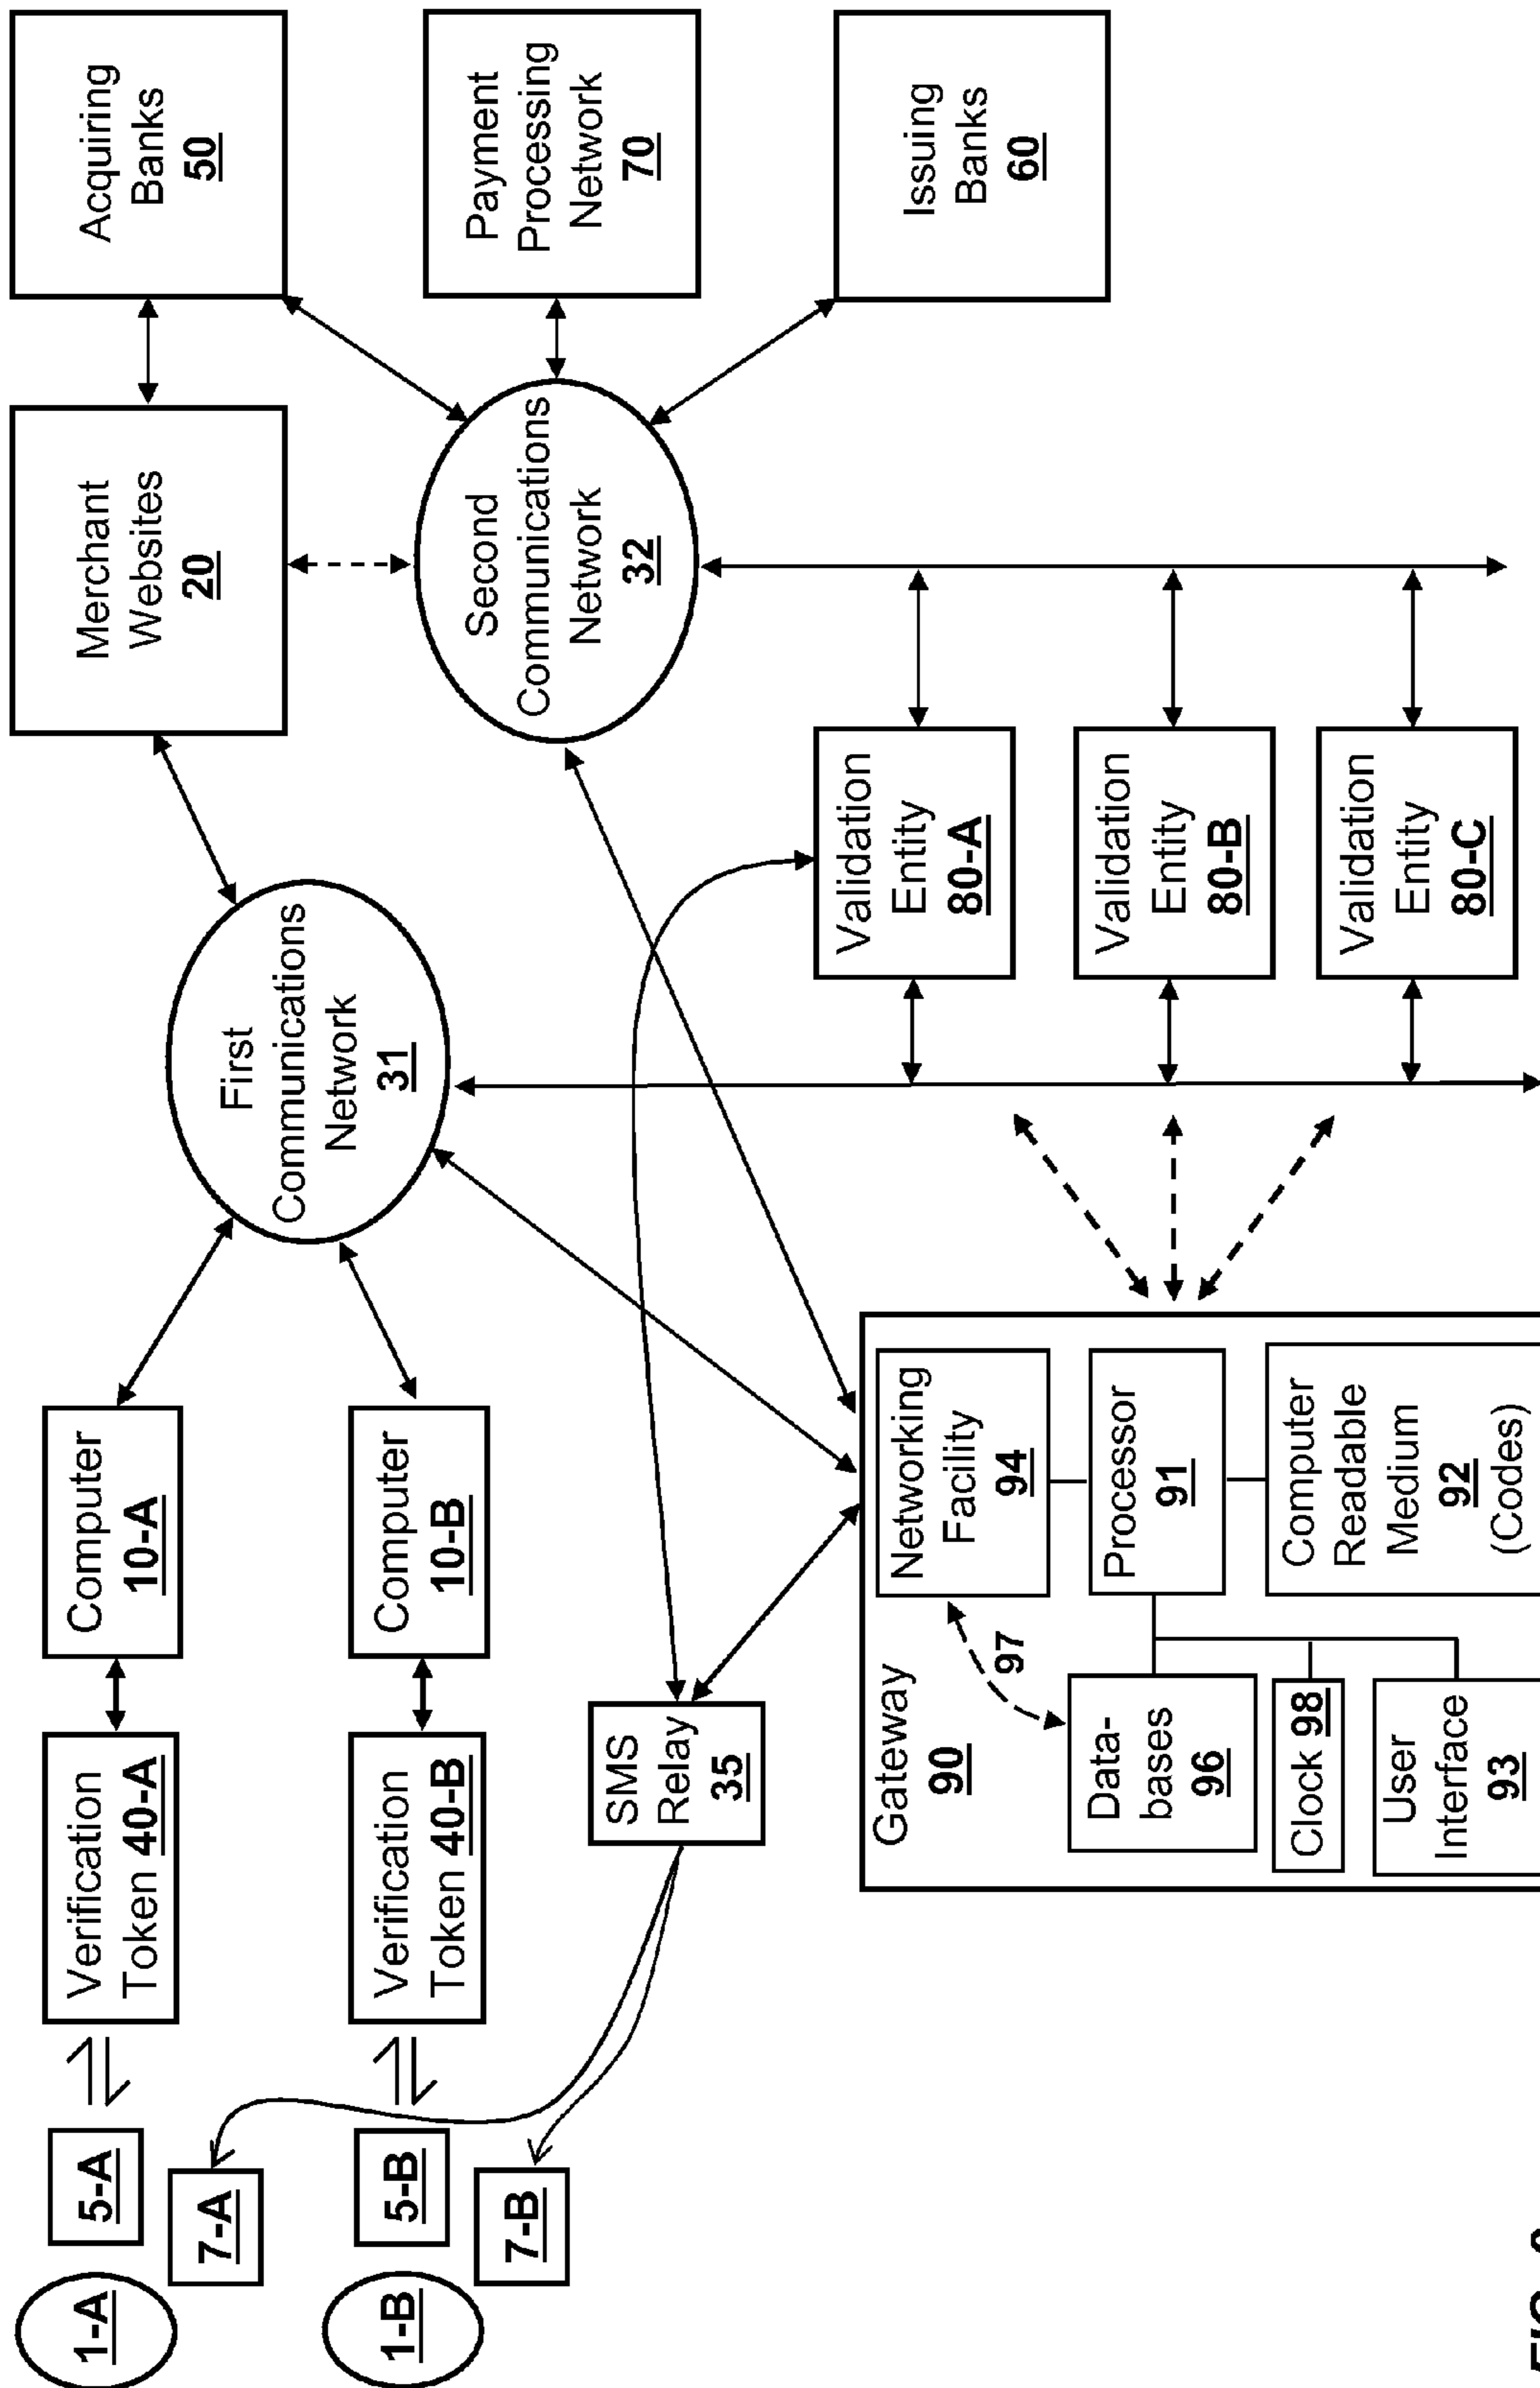 1-A
5-A
7-A
Verification
Token 40-A
Computer
10-A
1-B
5-B
7-B
Verification
Token 40-B
Computer
10-B
First
Communications
Network
31
Merchant
Websites
20
Acquiring
Banks
50
Second
Communications
Network
32
Payment
Processing
Network
70
Issuing
Banks
60
SMS
Relay
35
Gateway
90
97
Networking
Facility
94
Processor
91
Computer
Readable
Medium
92
(Codes)
Data-
bases
96
Clock 98
User
Interface
93
Validation
Entity
80-A
Validation
Entity
80-B
Validation
Entity
80-C
FIG.